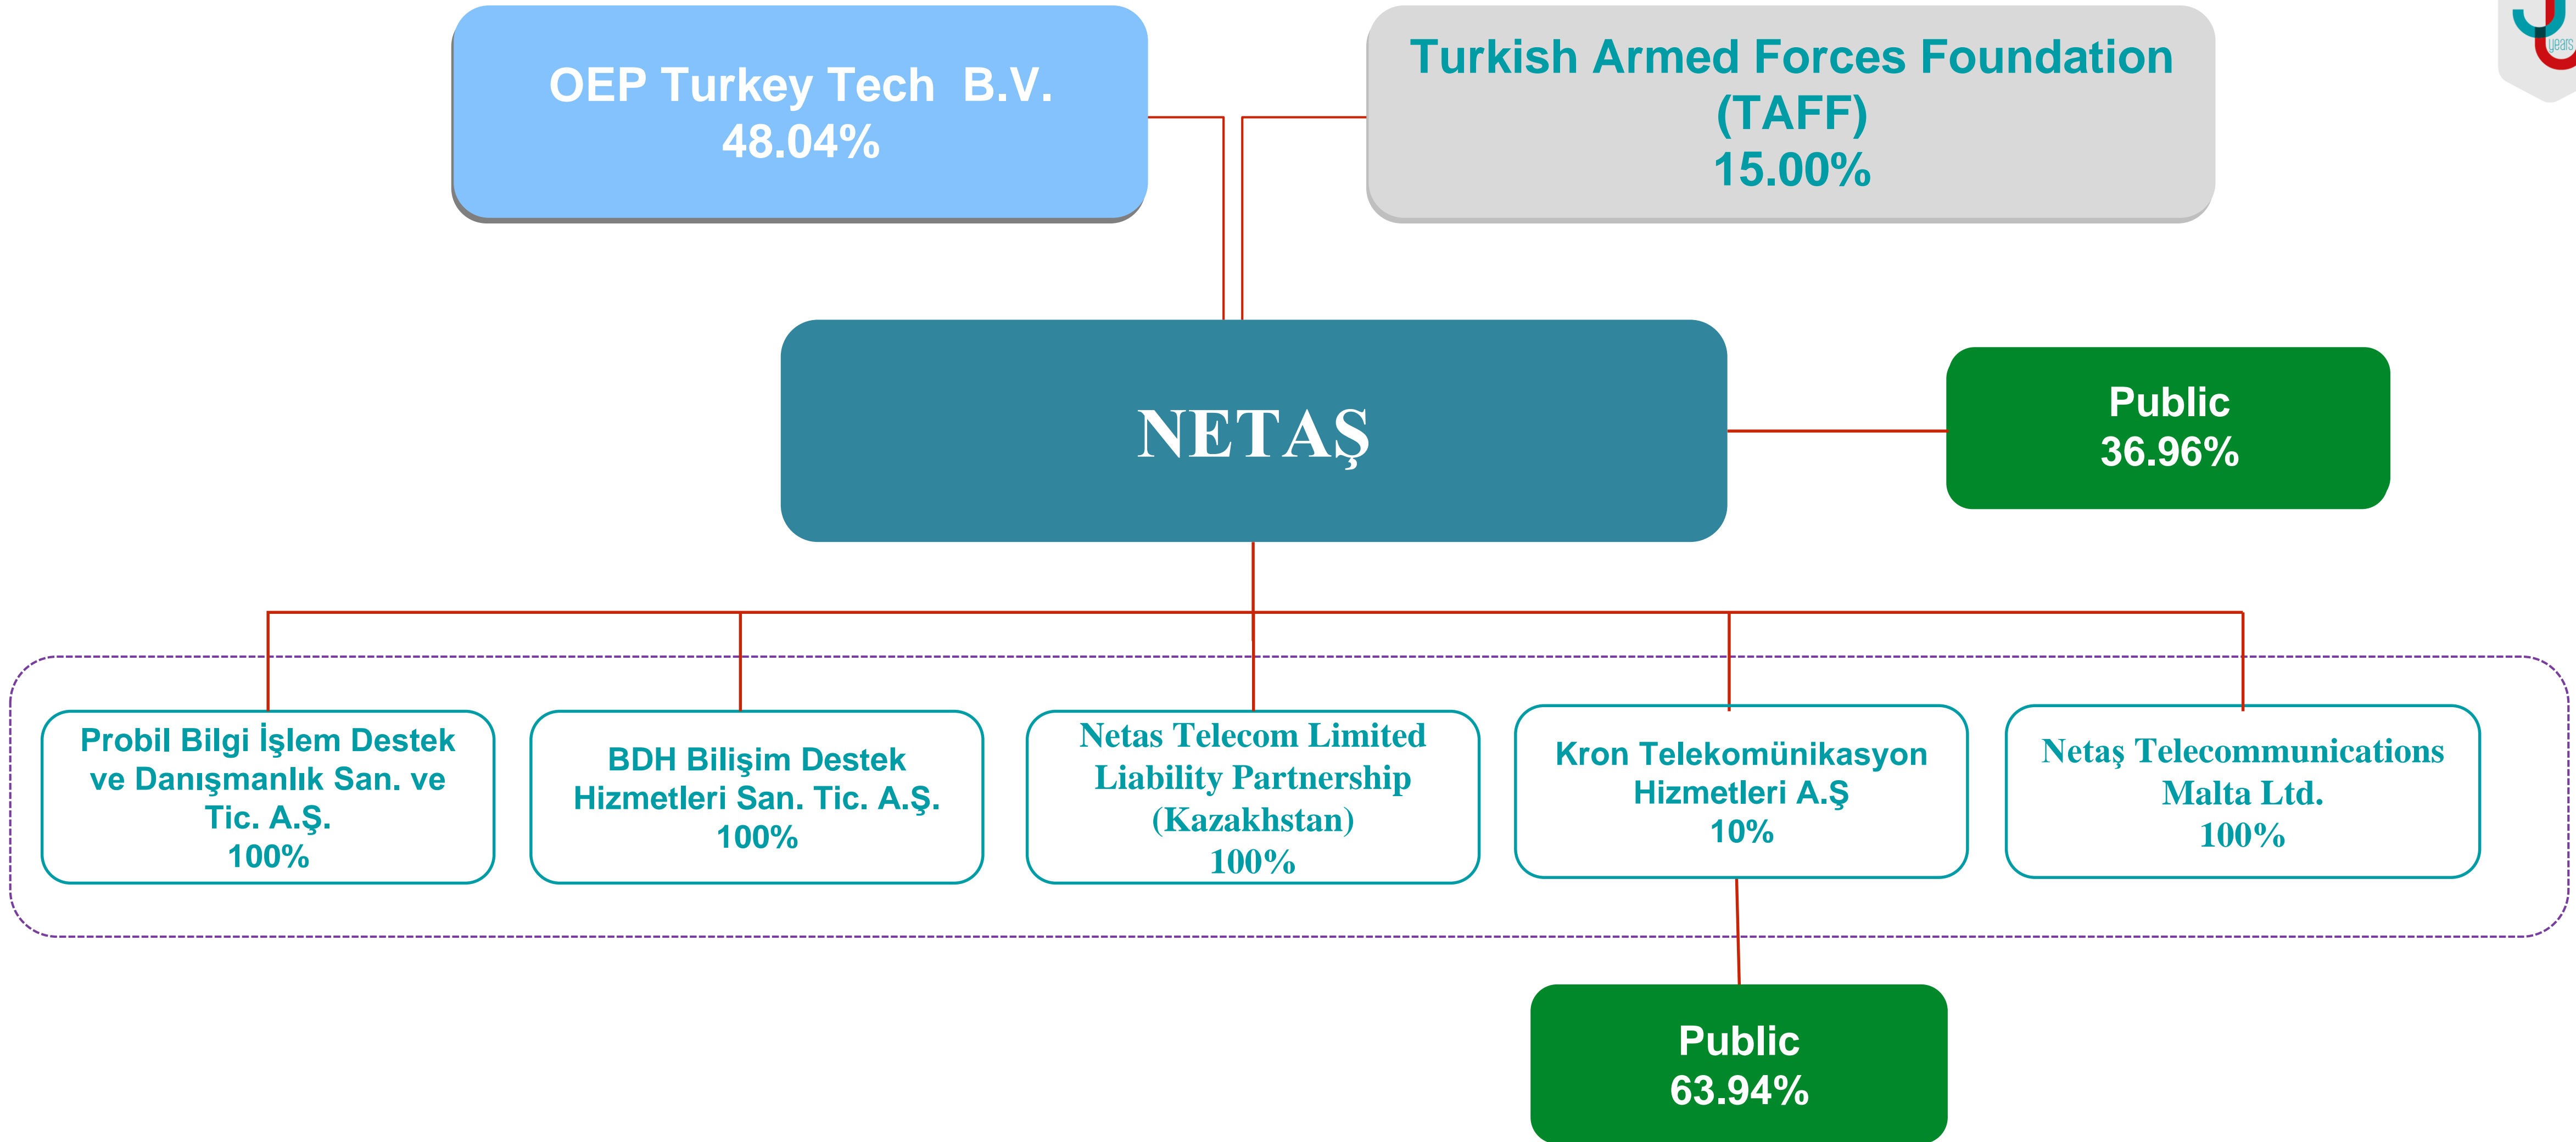 OEP Turkey Tech  B.V.
48.04%
Turkish Armed Forces Foundation
(TAFF)
15.00%
years
NETAŞ
Public
36.96%
Probil Bilgi İşlem Destek
ve Danışmanlık San. ve
Tic. A.Ş.
100%
BDH Bilişim Destek
Hizmetleri San. Tic. A.Ş.
100%
Netas Telecom Limited
Liability Partnership
(Kazakhstan)
100%
Kron Telekomünikasyon
Hizmetleri A.Ş
10%
Netaş Telecommunications
Malta Ltd.
100%
Public
63.94%